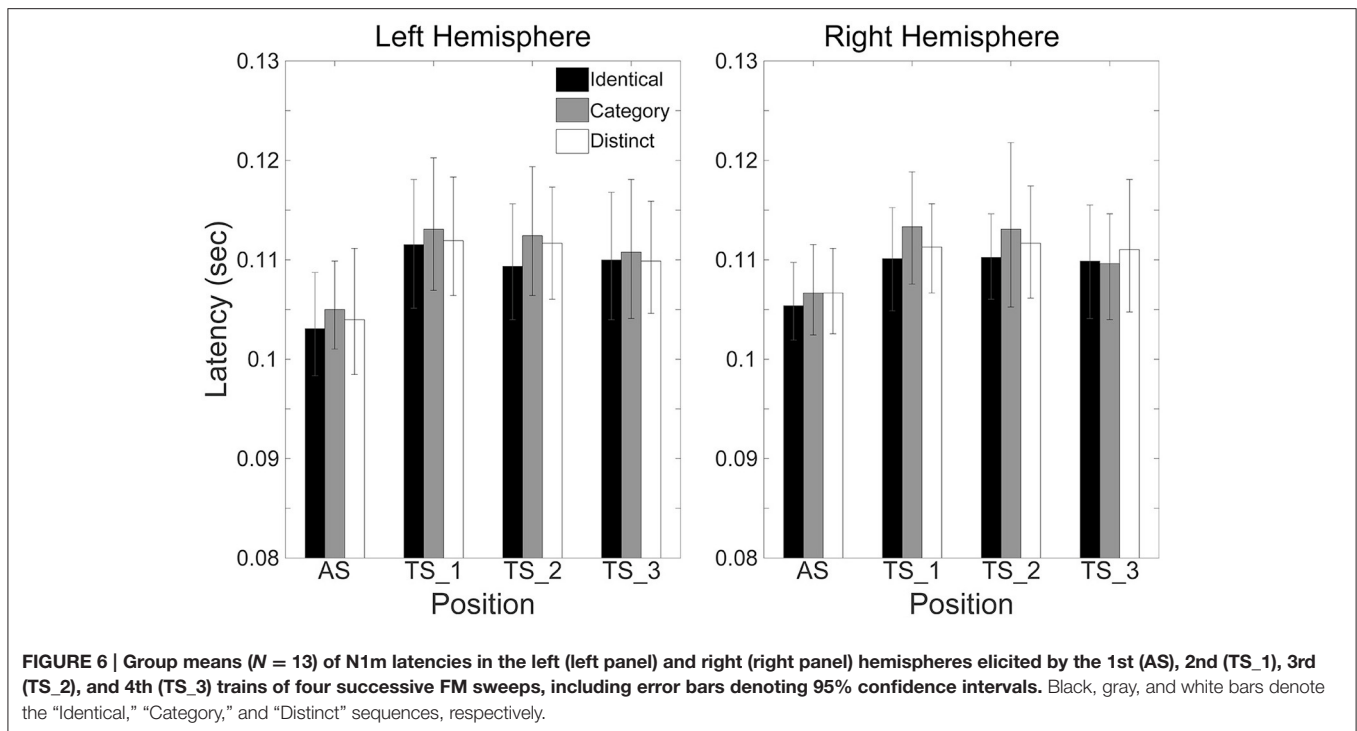 Left Hemisphere
0.13
0.12
0.11
0.1
0.09
0.08
Latency (sec)
Identical
Category
Distinct
AS TS_1 TS_2 TS_3
Position
Right Hemisphere
0.13
0.12
0.11
0.1
0.09
0.08
AS TS_1 TS_2 TS_3
Position
FIGURE 6 | Group means (N = 13) of N1m latencies in the left (left panel) and right (right panel) hemispheres elicited by the 1st (AS), 2nd (TS_1), 3rd
(TS_2), and 4th (TS_3) trains of four successive FM sweeps, including error bars denoting 95% confidence intervals. Black, gray, and white bars denote
the “Identical,” “Category,” and “Distinct” sequences, respectively.